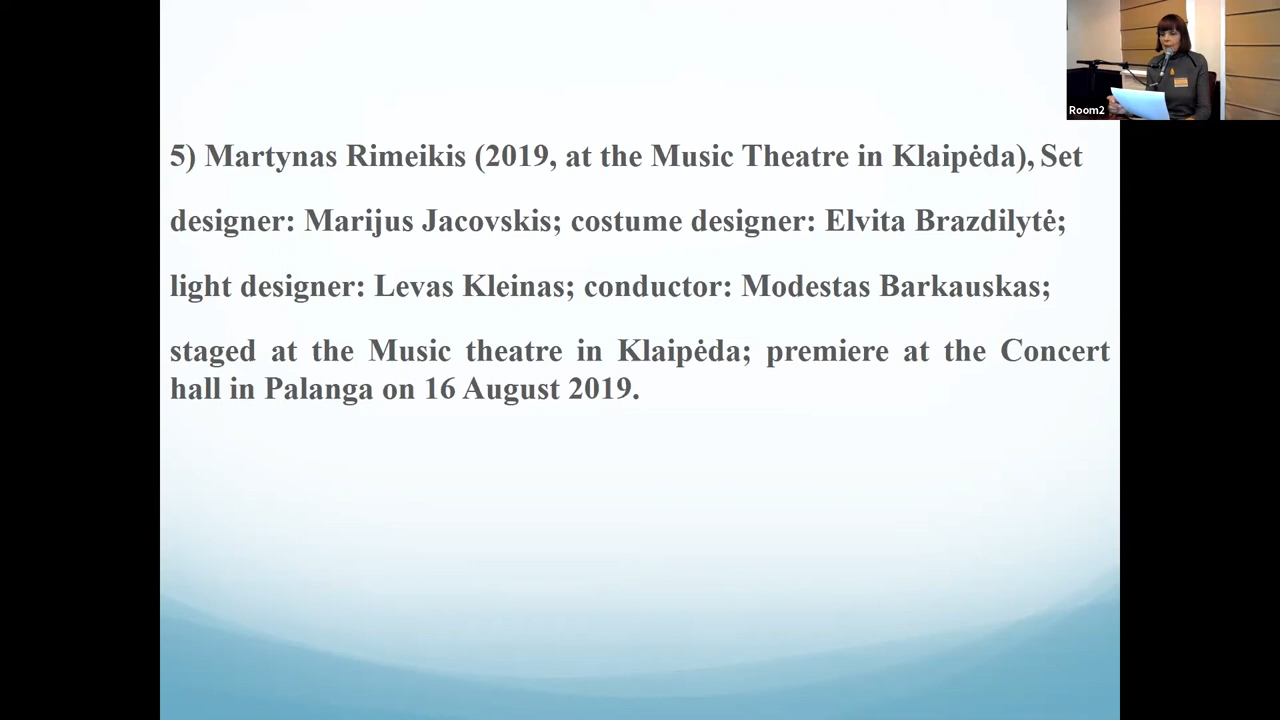 Room2
5) Martynas Rimeikis (2019, at the Music Theatre in Klaipėda), Set
designer: Marijus Jacovskis; costume designer: Elvita Brazdilytė;
light designer: Levas Kleinas; conductor: Modestas Barkauskas;
staged at the Music theatre in Klaipėda; premiere at the Concert
hall in Palanga on 16 August 2019.